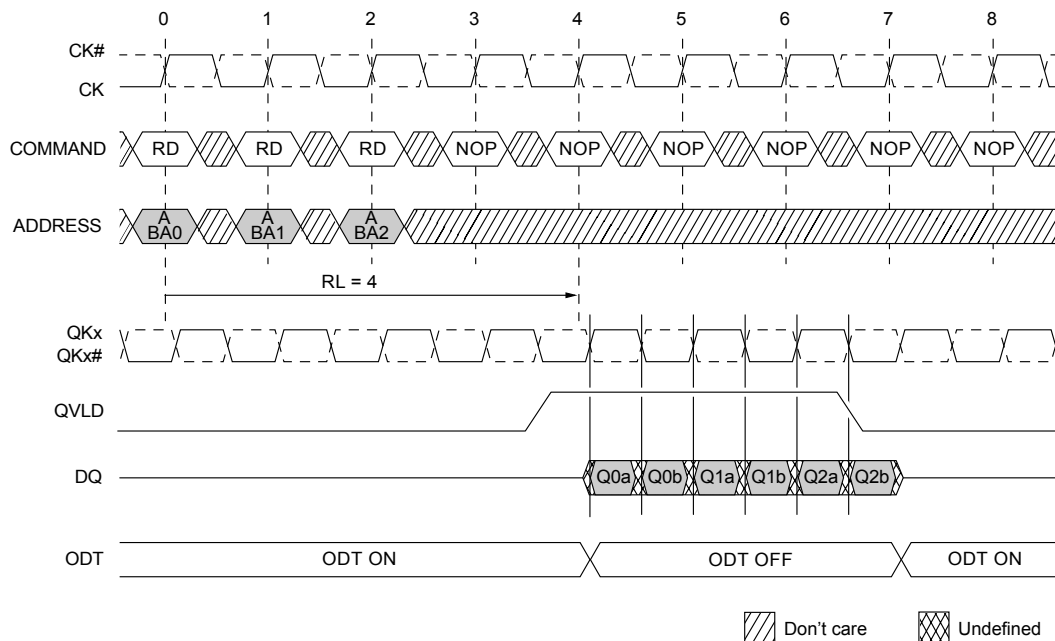 0 1 2 3 4 5 6 7 8
CK#
CK
COMMAND RD RD RD NOP NOP NOP NOP NOP NOP
ADDRESS A BA0 A BA1 A BA2
RL = 4
QKx
QKx#
QVLD
DQ Q0a Q0b Q1a Q1b Q2a Q2b
ODT ODT ON ODT OFF ODT ON
Don't care Undefined